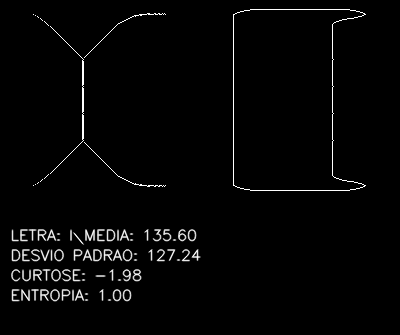 LETRA: I\MEDIA: 135.60
DESVIO PADRAO: 127.24
CURTOSE: -1.98
ENTROPIA: 1.00